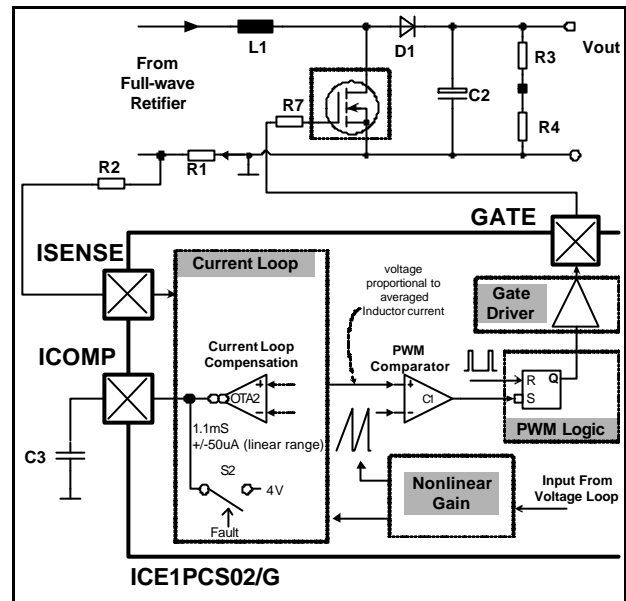 L1
D1
Vout
From
Full-wave
Retifier
R3
C2
R7
R4
R2
R1
GATE
ISENSE
Current Loop
voltage
proportional to
averaged
Inductor current
Gate
Driver
ICOMP
Current Loop
Compensation
PWM
Comparator
+
OTA2
-
+
C1
-
R Q
S
PWM Logic
1.1mS
+/-50uA (linear range)
C3
S2
4V
Fault
Nonlinear
Gain
Input From
Voltage Loop
ICE1PCS02/G